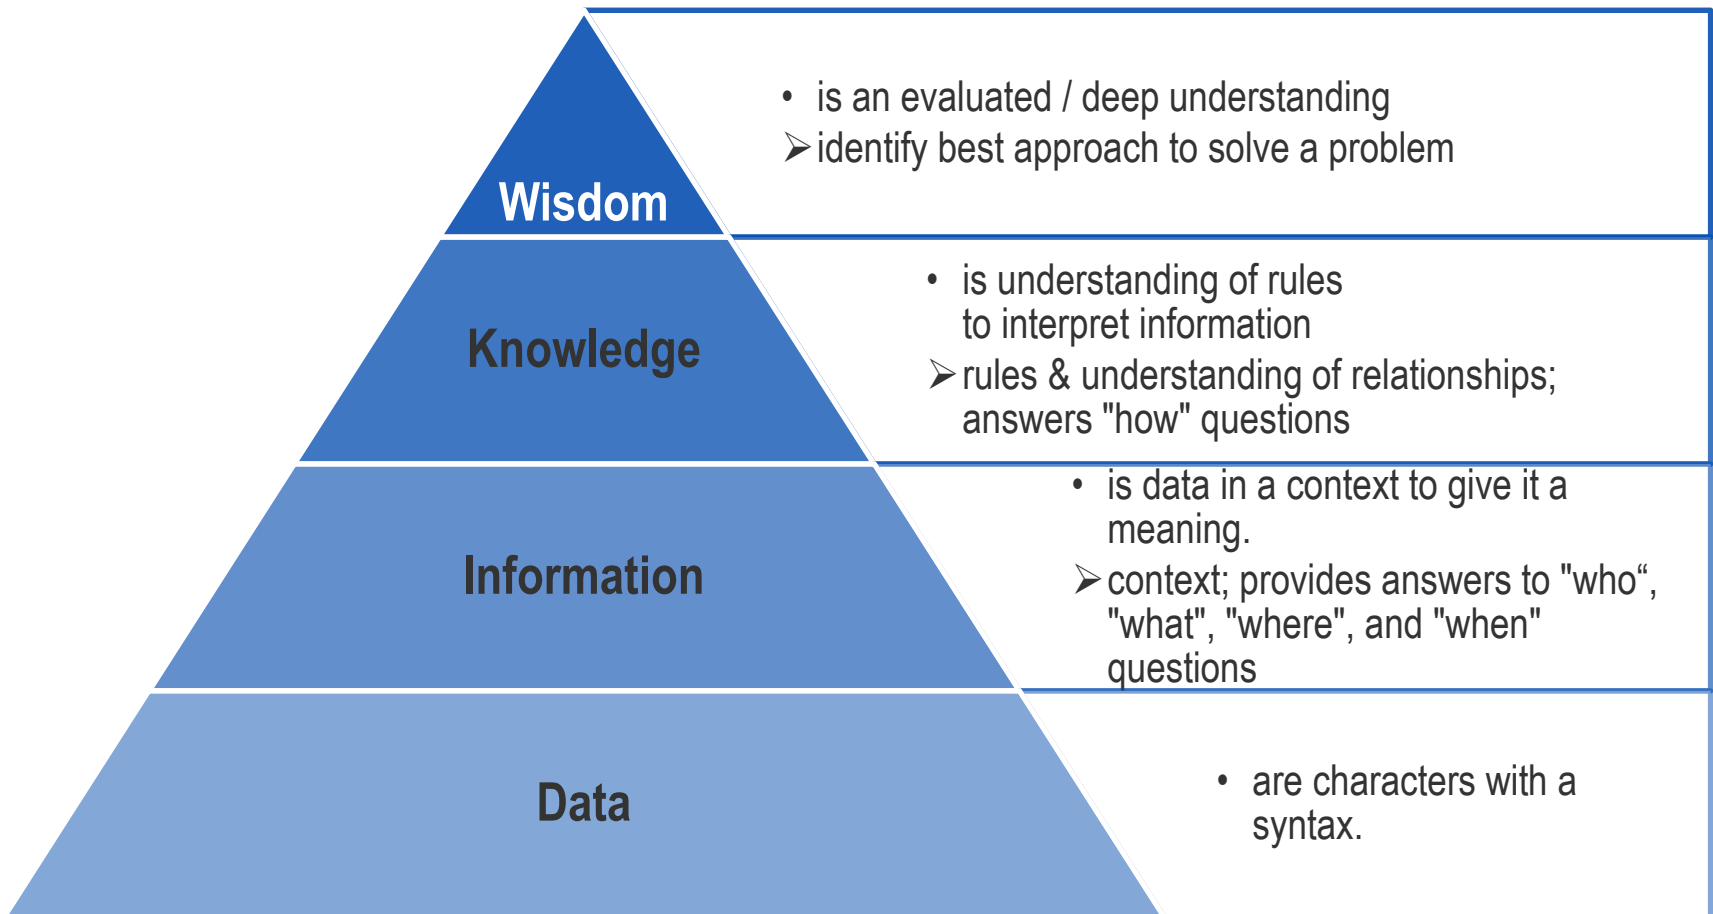 • is an evaluated / deep understanding
➢ identify best approach to solve a problem
Wisdom
• is understanding of rules
to interpret information
Knowledge
➢ rules & understanding of relationships;
answers "how" questions
• is data in a context to give it a
meaning.
Information
➢ context; provides answers to "who“,
"what", "where", and "when"
questions
Data
• are characters with a
syntax.